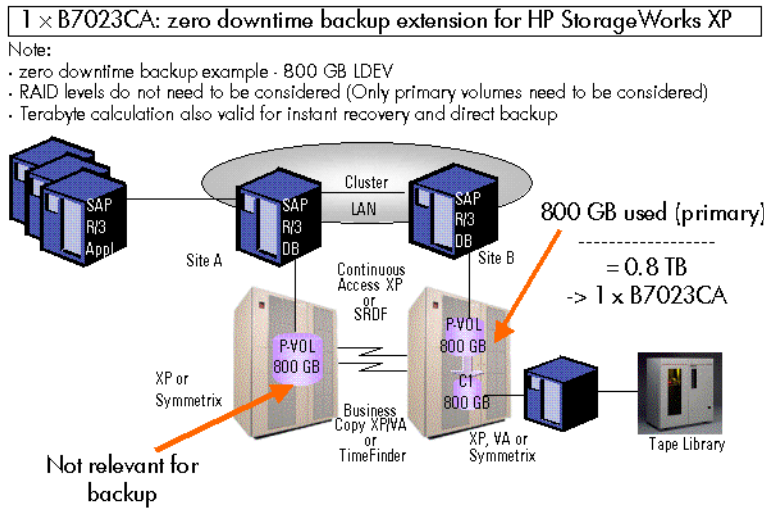 1 x B7023CA: zero downtime backup extension for HP StorageWorks XP
Note:
- zero downtime backup example - 800 GB LDEV
- RAID levels do not need to be considered (Only primary volumes need to be considered)
- Terabyte calculation also valid for instant recovery and direct backup
SAP
R/3
Appl
SAP
R/3
DB
Cluster
LAN
SAP
R/3
DB
Site A
Site B
800 GB used (primary)
-----------------
= 0.8 TB
-> 1 x B7023CA
Continuous
Access XP
or
SRDF
P-VOL
800 GB
P-VOL
800 GB
C1
800 GB
XP or
Symmetrix
Business
Copy XP/VA
or
TimeFinder
XP, VA or
Symmetrix
Tape Library
Not relevant for
backup